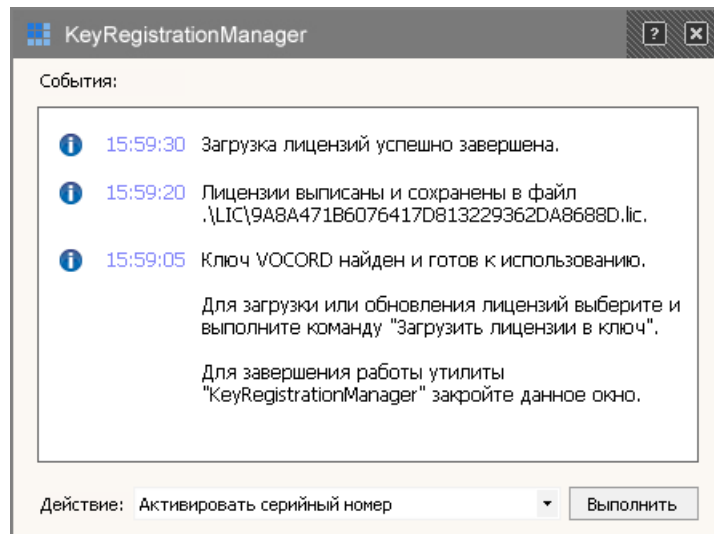 KeyRegistrationManager
События:
15:59:30 Загрузка лицензий успешно завершена.
15:59:20 Лицензии выписаны и сохранены в файл
.\LIC\9A8A471B6076417D813229362DA8688D.lic.
15:59:05 Ключ VOCORD найден и готов к использованию.
Для загрузки или обновления лицензий выберите и
выполните команду "Загрузить лицензии в ключ".
Для завершения работы утилиты
"KeyRegistrationManager" закройте данное окно.
Действие: Активировать серийный номер Выполнить